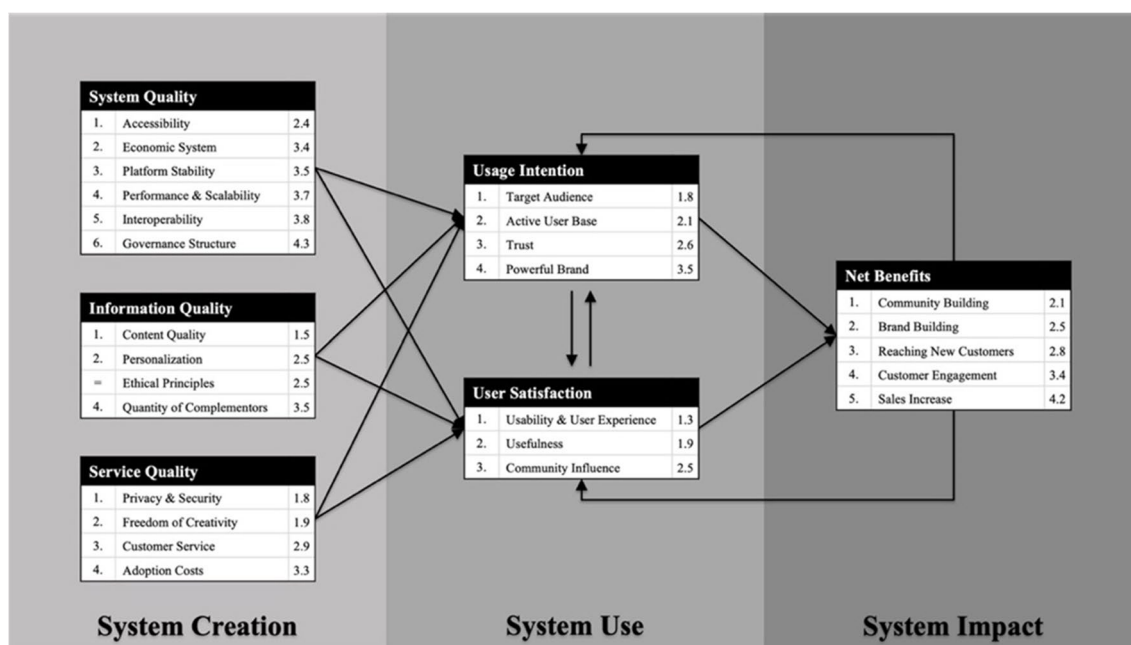 System Quality
1. Accessibility 2.4
2. Economic System 3.4
3. Platform Stability 3.5
4. Performance & Scalability 3.7
5. Interoperability 3.8
6. Governance Structure 4.3
Information Quality
1. Content Quality 1.5
2. Personalization 2.5
= Ethical Principles 2.5
4. Quantity of Complementors 3.5
Service Quality
1. Privacy & Security 1.8
2. Freedom of Creativity 1.9
3. Customer Service 2.9
4. Adoption Costs 3.3
System Creation
Usage Intention
1. Target Audience 1.8
2. Active User Base 2.1
3. Trust 2.6
4. Powerful Brand 3.5
User Satisfaction
1. Usability & User Experience 1.3
2. Usefulness 1.9
3. Community Influence 2.5
System Use
Net Benefits
1. Community Building 2.1
2. Brand Building 2.5
3. Reaching New Customers 2.8
4. Customer Engagement 3.4
5. Sales Increase 4.2
System Impact